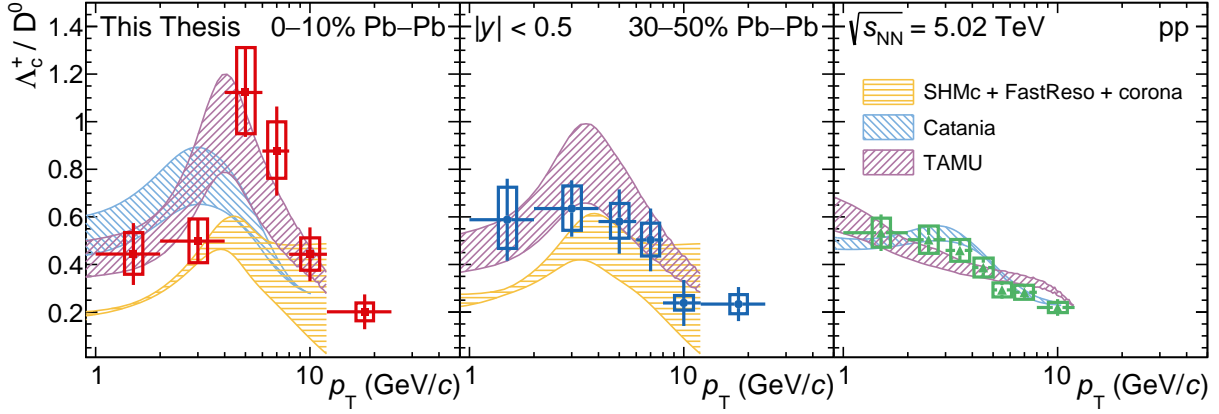 Λc+ / D0
1.4
1.2
1
0.8
0.6
0.4
0.2
This Thesis 0–10% Pb–Pb
|y| < 0.5 30–50% Pb–Pb
√sNN = 5.02 TeV pp
SHMc + FastReso + corona
Catania
TAMU
1 10 1 10 1 10
pT (GeV/c) pT (GeV/c) pT (GeV/c)